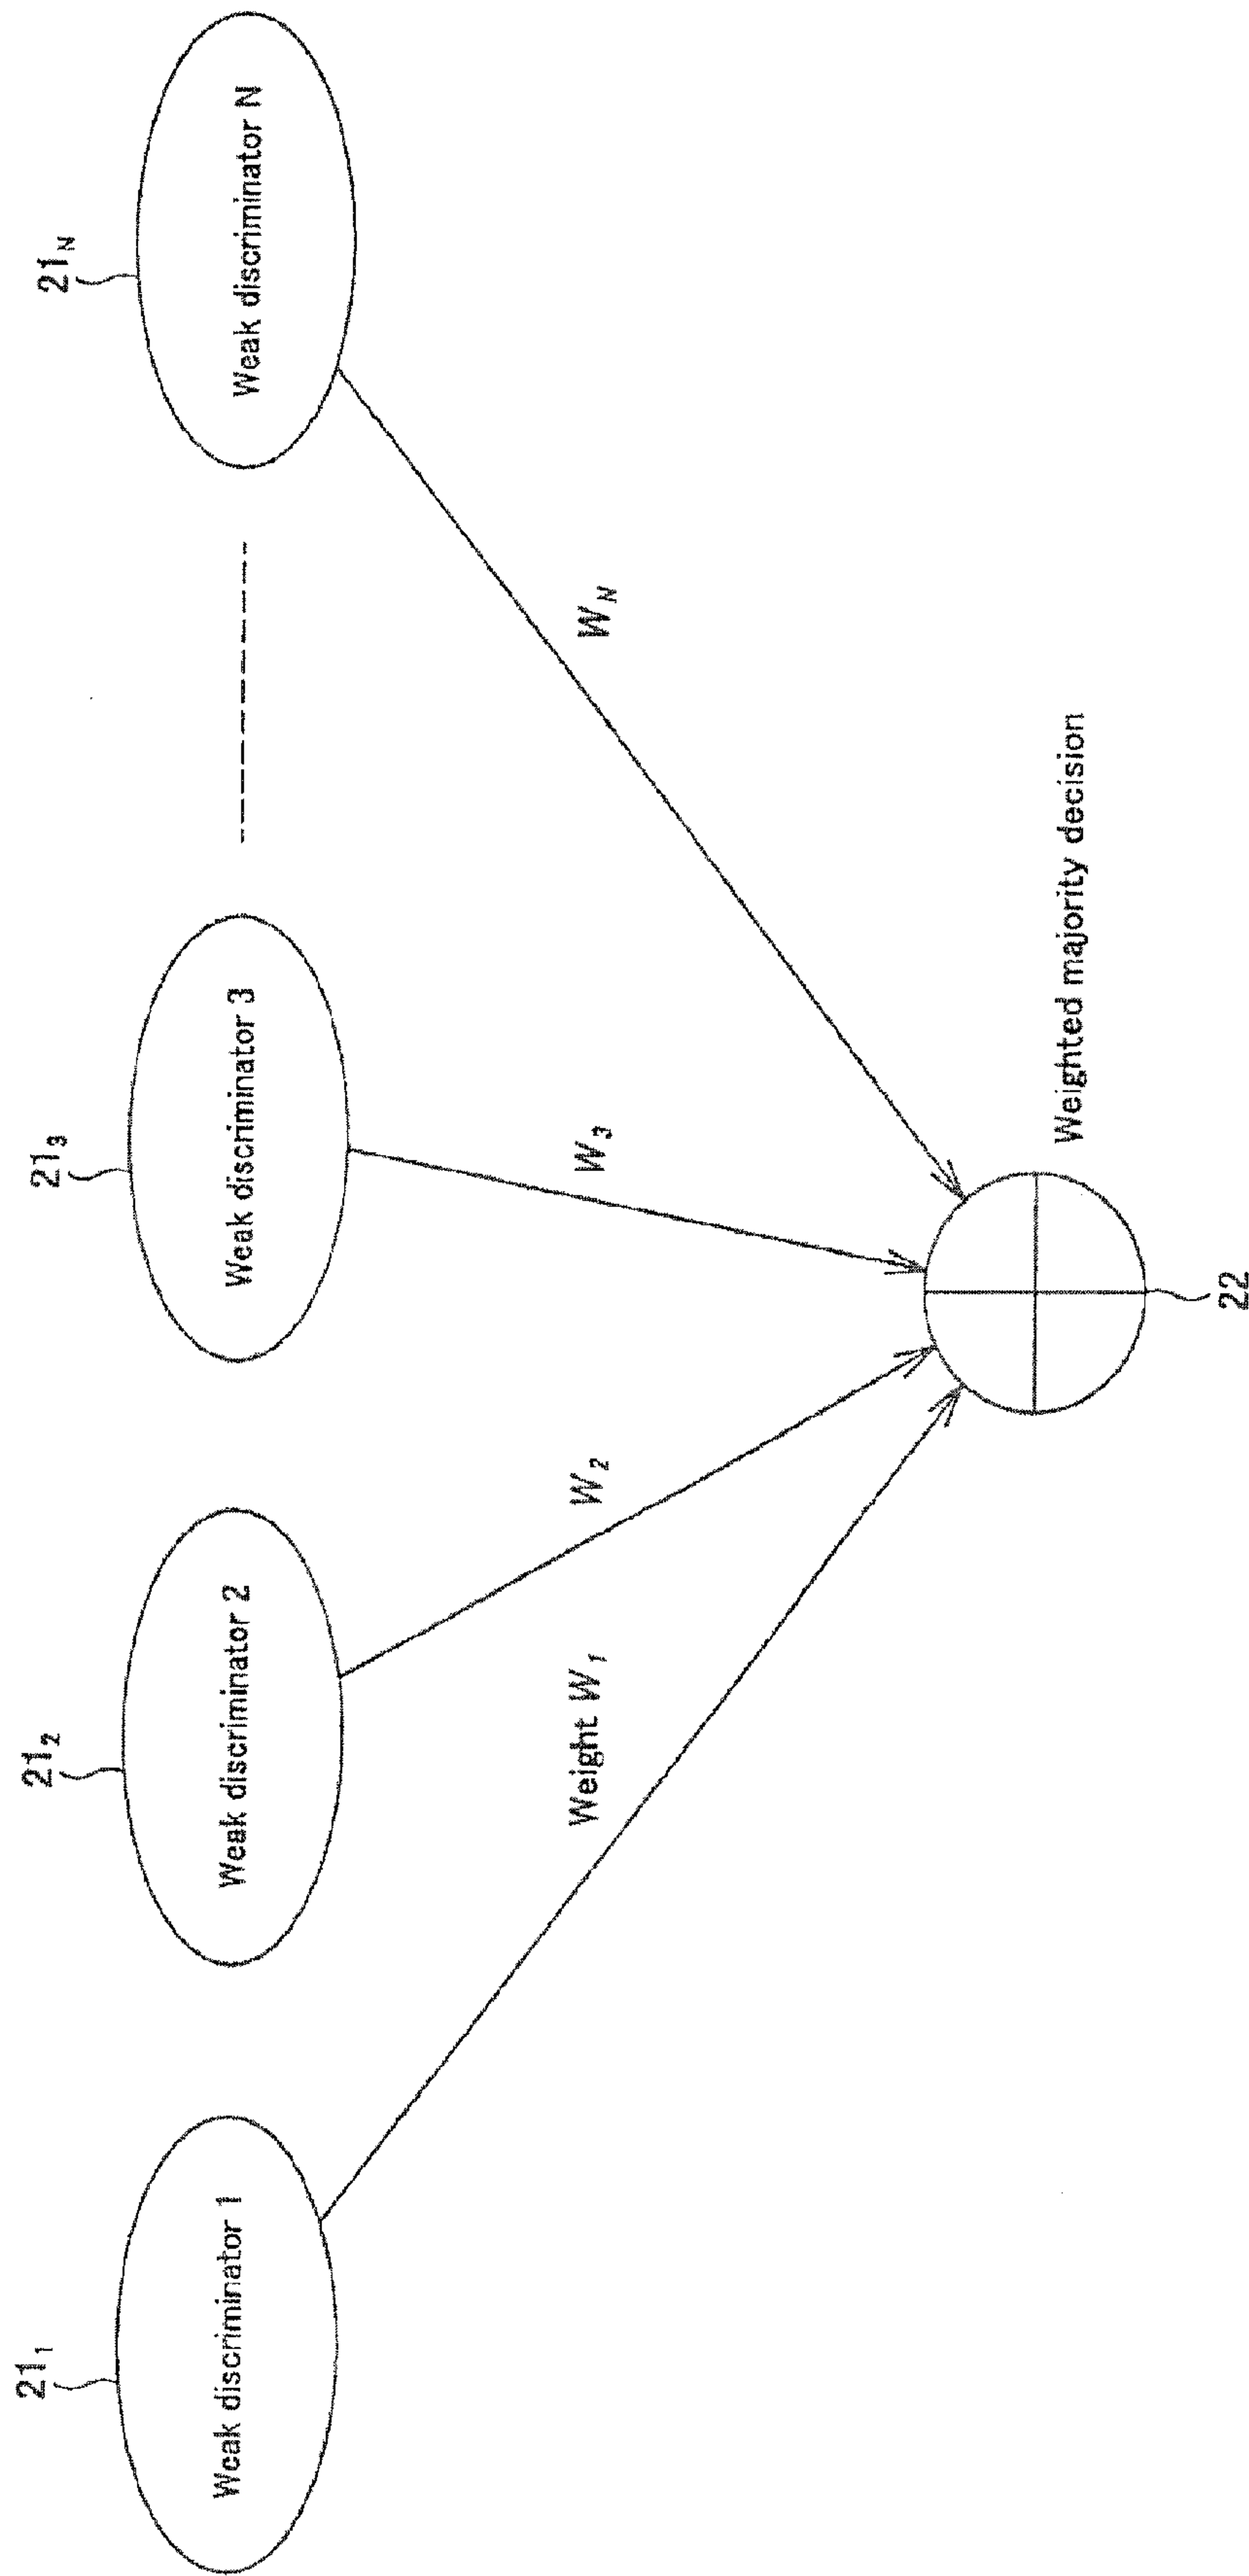 21₁
21₂
21₃
21N
Weak discriminator 1
Weak discriminator 2
Weak discriminator 3
Weak discriminator N
Weight W₁
W₂
W₃
WN
Weighted majority decision
22